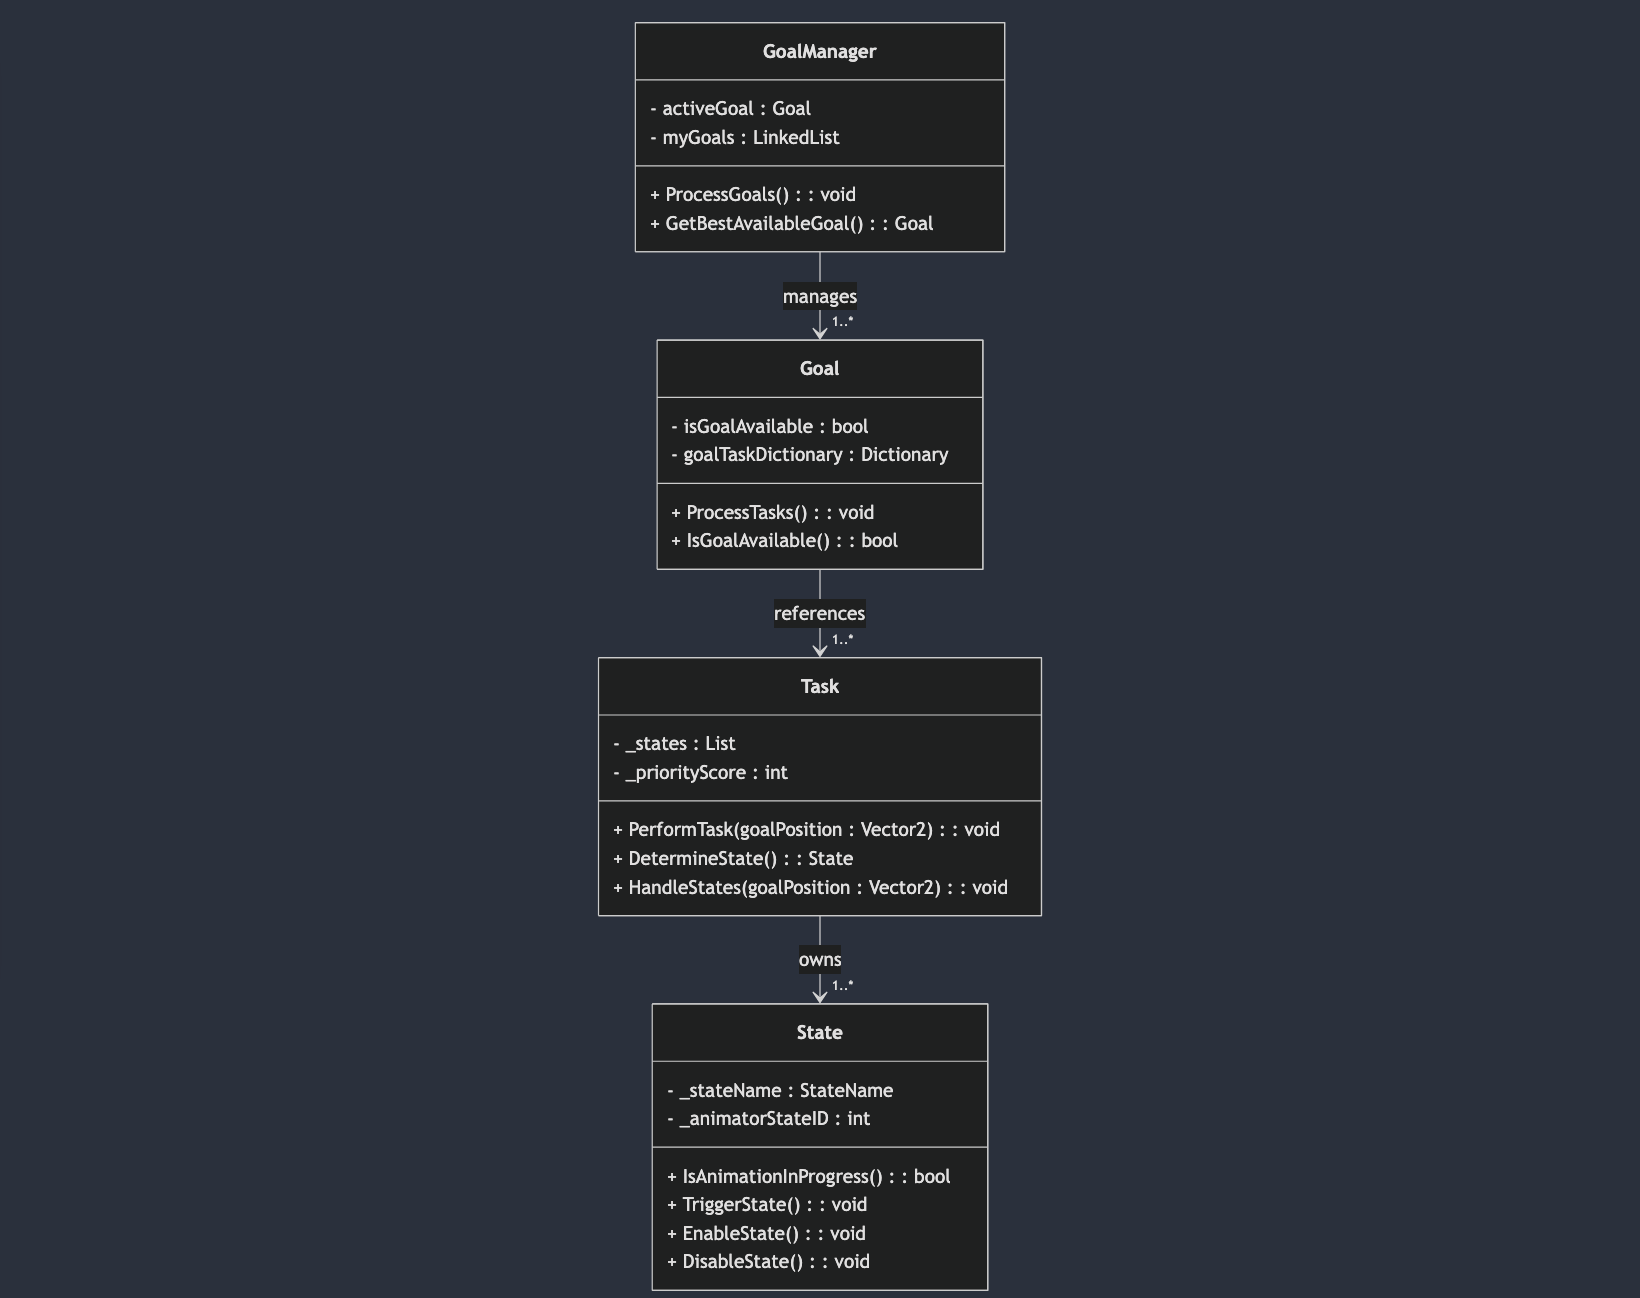 GoalManager
- activeGoal : Goal
- myGoals : LinkedList
+ ProcessGoals() : : void
+ GetBestAvailableGoal() : : Goal
manages
1..*
Goal
- isGoalAvailable : bool
- goalTaskDictionary : Dictionary
+ ProcessTasks() : : void
+ IsGoalAvailable() : : bool
references
1..*
Task
- _states : List
- _priorityScore : int
+ PerformTask(goalPosition : Vector2) : : void
+ DetermineState() : : State
+ HandleStates(goalPosition : Vector2) : : void
owns
1..*
State
- _stateName : StateName
- _animatorStateID : int
+ IsAnimationInProgress() : : bool
+ TriggerState() : : void
+ EnableState() : : void
+ DisableState() : : void